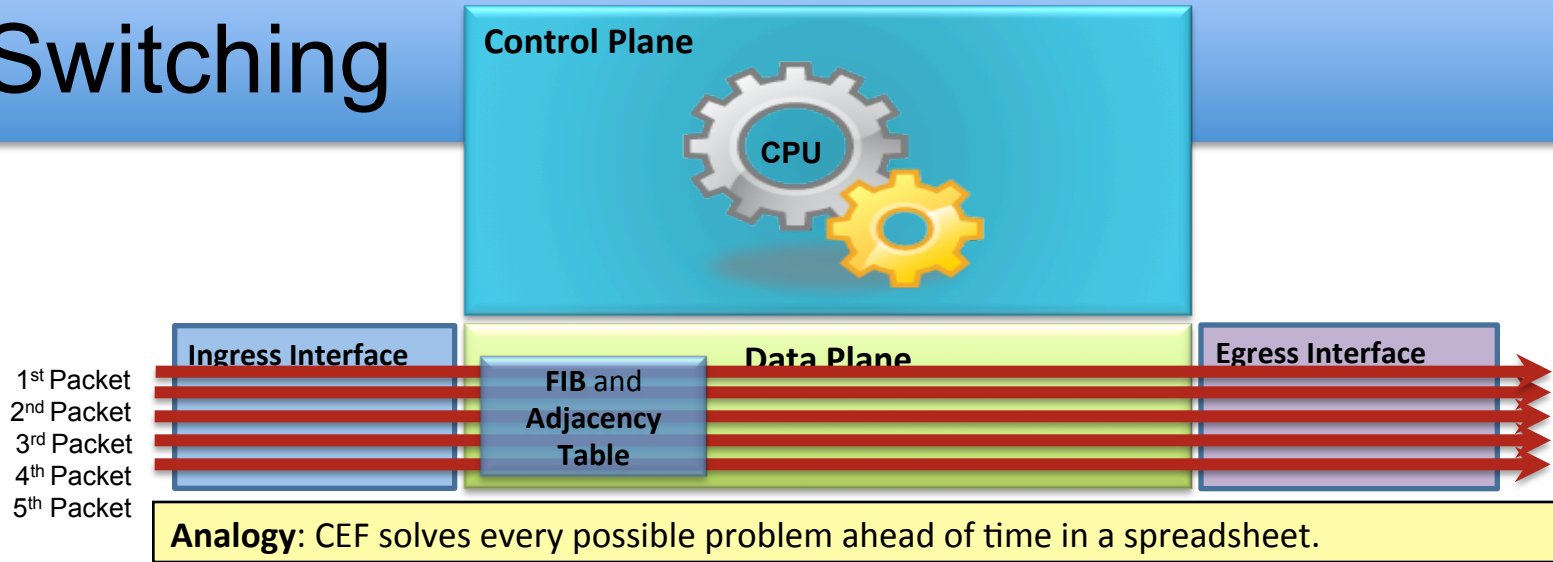 Switching
Control Plane
CPU
Ingress Interface
Data Plane
Egress Interface
FIB and
Adjacency
Table
1st Packet
2nd Packet
3rd Packet
4th Packet
5th Packet
Analogy: CEF solves every possible problem ahead of time in a spreadsheet.